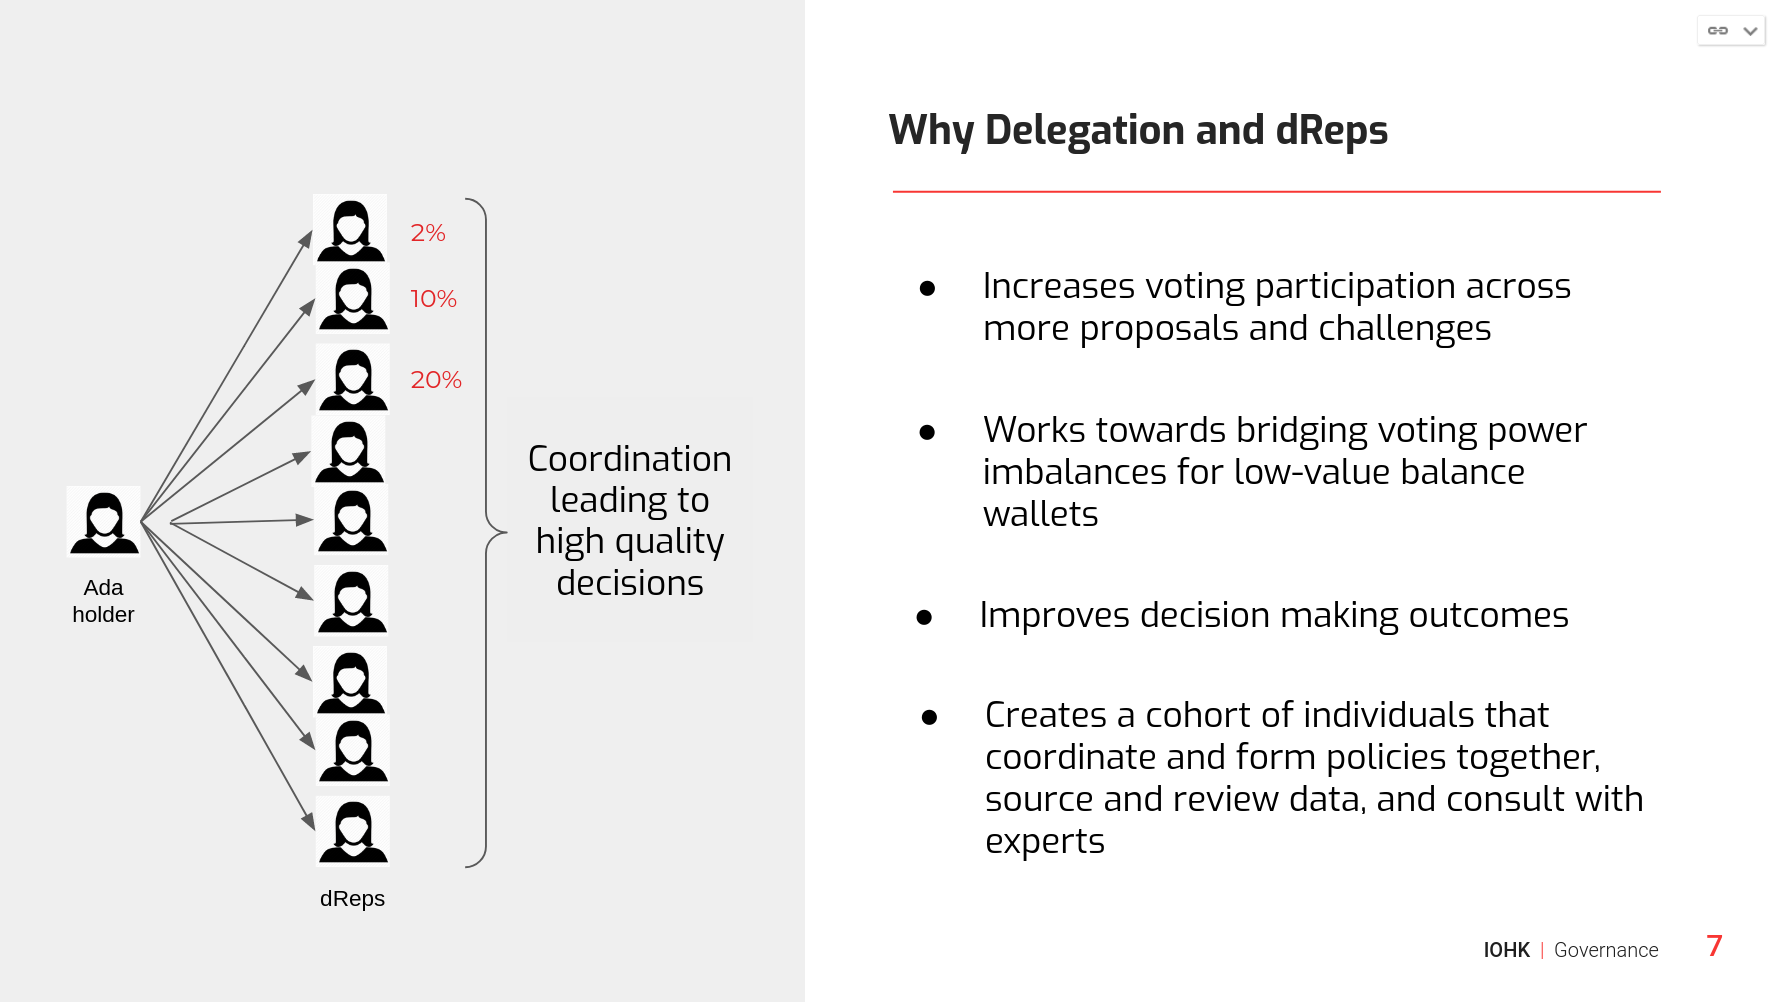 2%
10%
20%
Ada
holder
dReps
Coordination
leading to
high quality
decisions
Why Delegation and dReps
● Increases voting participation across
more proposals and challenges
● Works towards bridging voting power
imbalances for low-value balance
wallets
● Improves decision making outcomes
● Creates a cohort of individuals that
coordinate and form policies together,
source and review data, and consult with
experts
IOHK | Governance 7